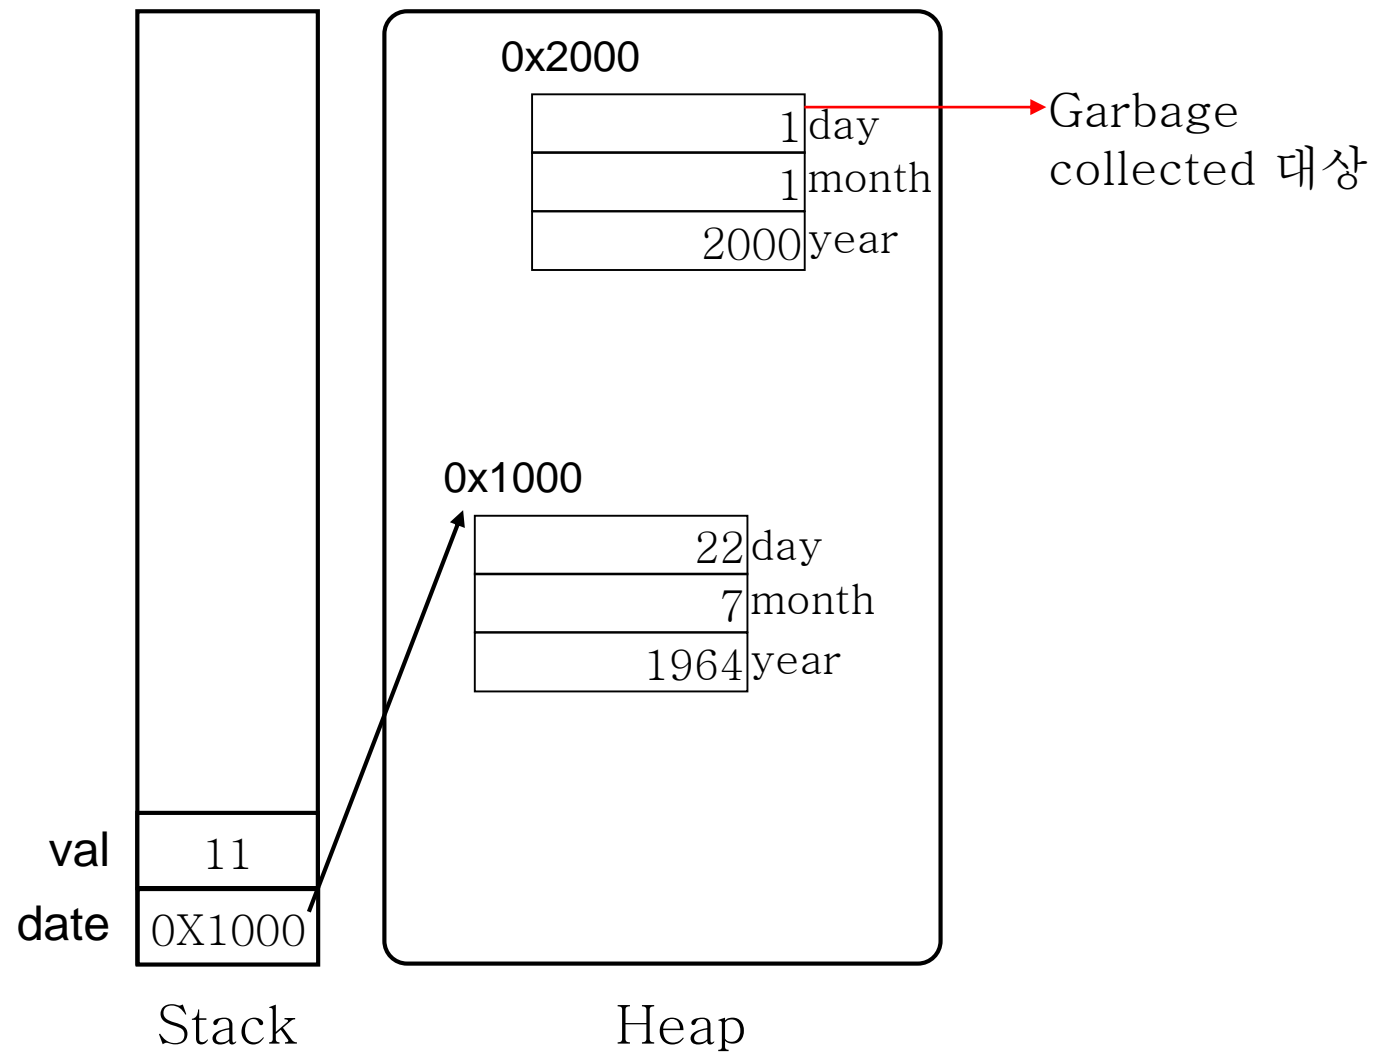 0x2000
1 day
1 month
2000 year
Garbage
collected 대상
0x1000
22 day
7 month
1964 year
val 11
date 0X1000
Stack
Heap